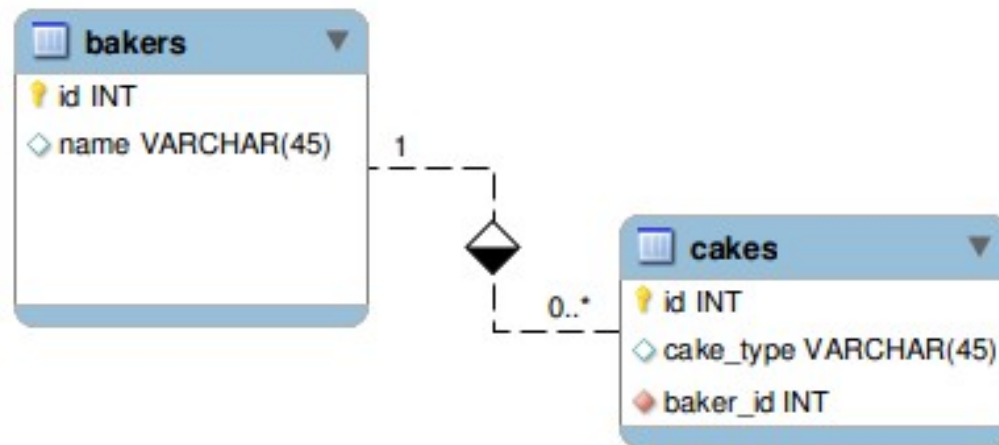 bakers
id INT
name VARCHAR(45)
1
0..*
cakes
id INT
cake_type VARCHAR(45)
baker_id INT